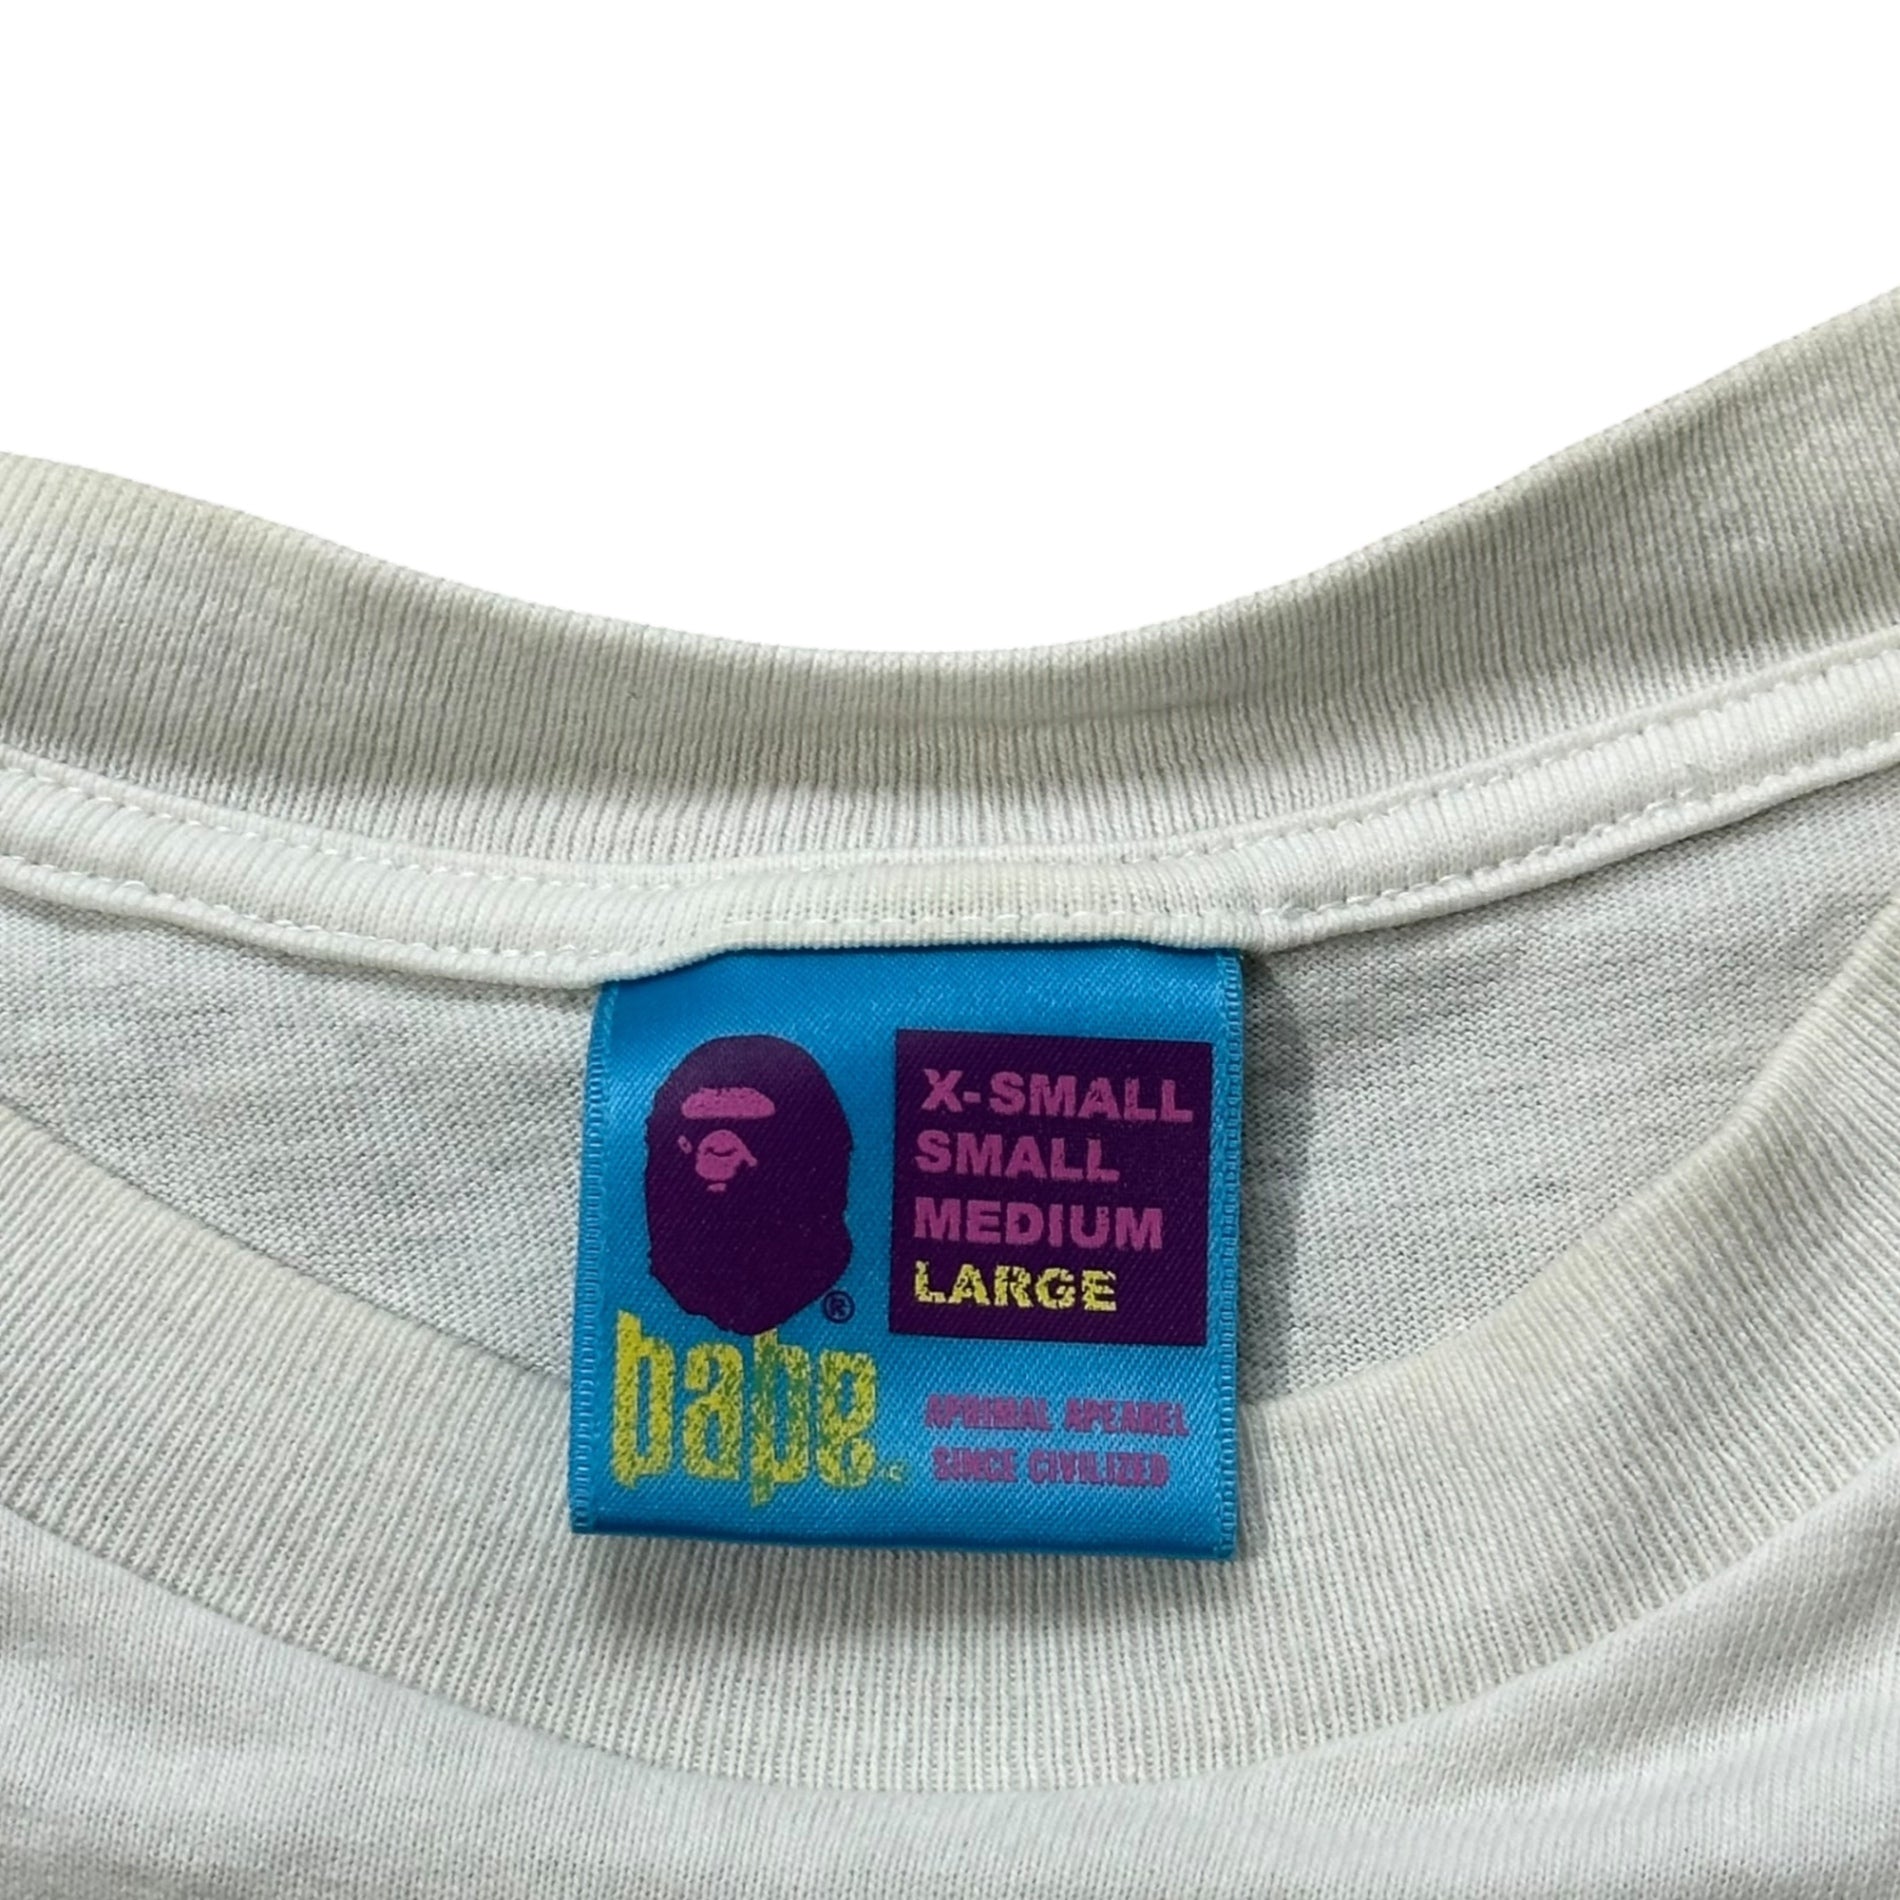 X-SMALL
SMALL
MEDIUM
LARGE
®
bape
APRIMAL APEAREL
SINCE CIVILIZED